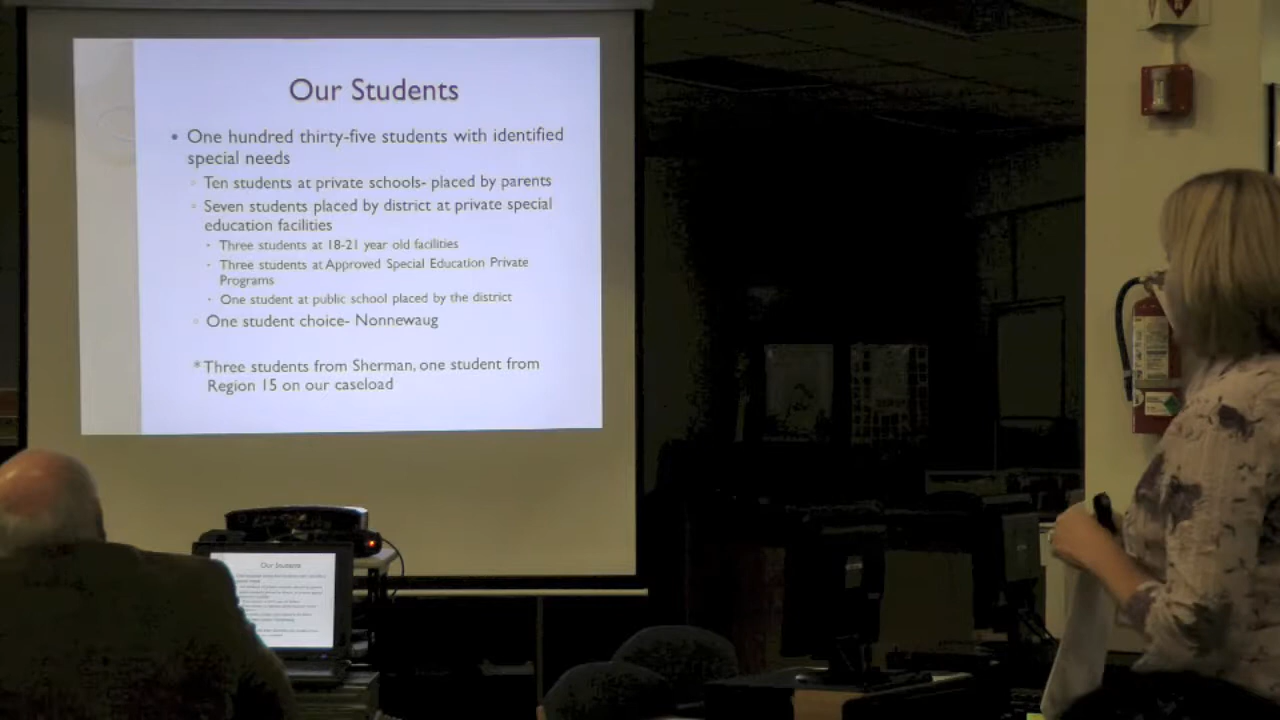 Our Students
• One hundred thirty-five students with identified
special needs
◦ Ten students at private schools- placed by parents
◦ Seven students placed by district at private special
education facilities
· Three students at 18-21 year old facilities
· Three students at Approved Special Education Private
Programs
· One student at public school placed by the district
◦ One student choice- Nonnewaug
* Three students from Sherman, one student from
Region 15 on our caseload
Our Students